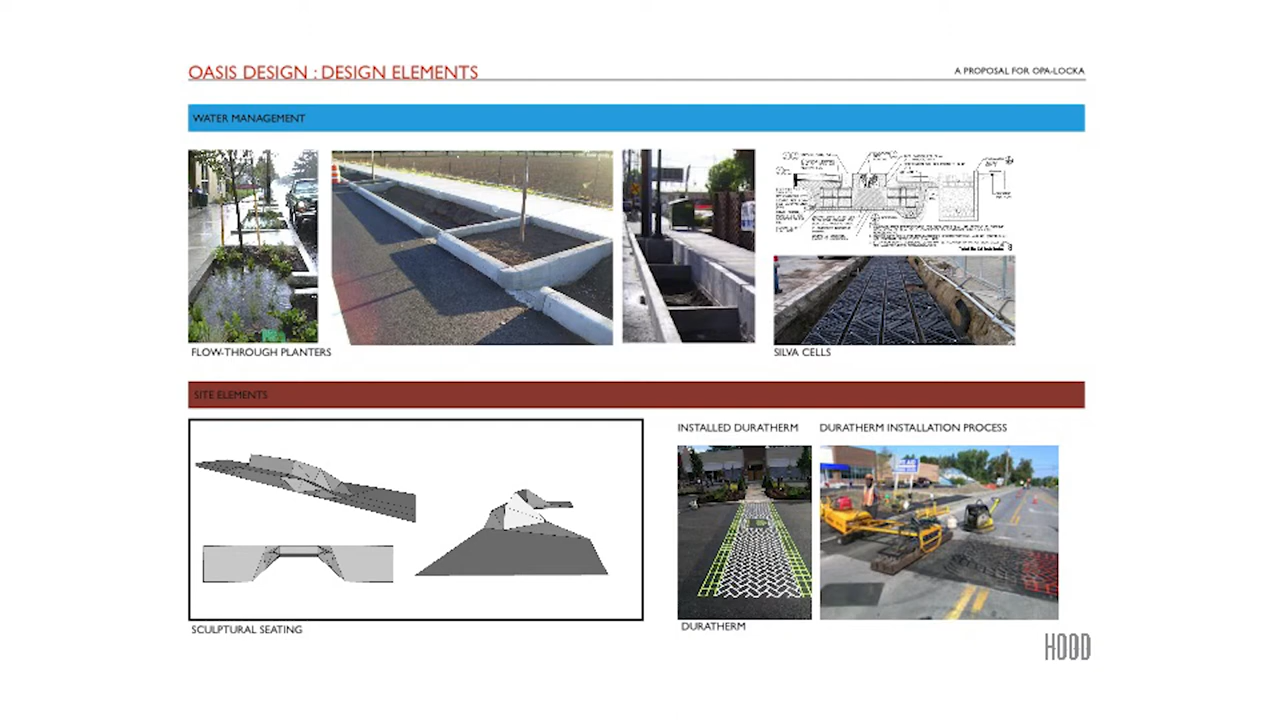 OASIS DESIGN : DESIGN ELEMENTS
A PROPOSAL FOR OPA-LOCKA
WATER MANAGEMENT
FLOW-THROUGH PLANTERS
SILVA CELLS
SITE ELEMENTS
INSTALLED DURATHERM
DURATHERM INSTALLATION PROCESS
SCULPTURAL SEATING
DURATHERM
HOOD